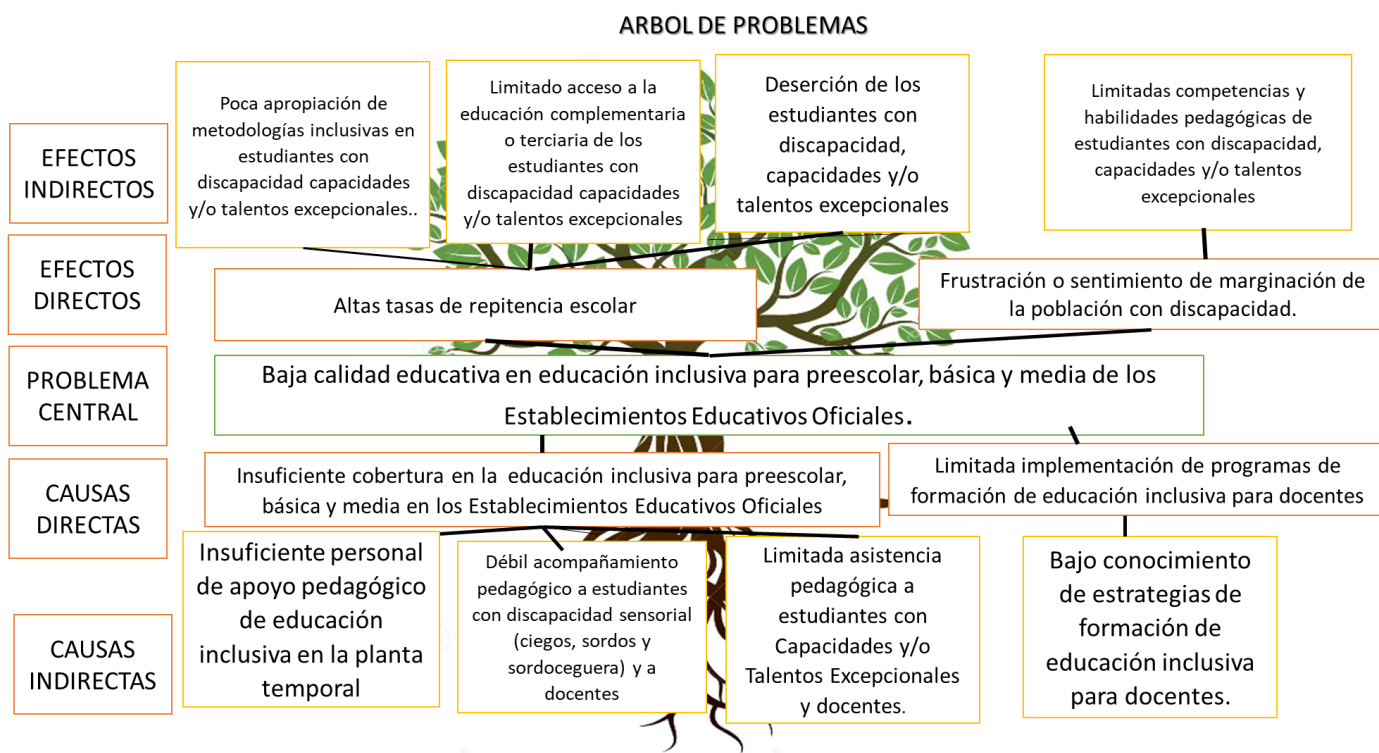 ARBOL DE PROBLEMAS
EFECTOS
INDIRECTOS
Poca apropiación de
metodologías inclusivas en
estudiantes con
discapacidad capacidades
y/o talentos excepcionales..
Limitado acceso a la
educación complementaria
o terciaria de los
estudiantes con
discapacidad capacidades
y/o talentos excepcionales
Deserción de los
estudiantes con
discapacidad,
capacidades y/o
talentos excepcionales
Limitadas competencias y
habilidades pedagógicas de
estudiantes con discapacidad,
capacidades y/o talentos
excepcionales
EFECTOS
DIRECTOS
Altas tasas de repitencia escolar
Frustración o sentimiento de marginación de
la población con discapacidad.
PROBLEMA
CENTRAL
Baja calidad educativa en educación inclusiva para preescolar, básica y media de los
Establecimientos Educativos Oficiales.
CAUSAS
DIRECTAS
Insuficiente cobertura en la educación inclusiva para preescolar,
básica y media en los Establecimientos Educativos Oficiales
Limitada implementación de programas de
formación de educación inclusiva para docentes
CAUSAS
INDIRECTAS
Insuficiente personal
de apoyo pedagógico
de educación
inclusiva en la planta
temporal
Débil acompañamiento
pedagógico a estudiantes
con discapacidad sensorial
(ciegos, sordos y
sordoceguera) y a
docentes
Limitada asistencia
pedagógica a
estudiantes con
Capacidades y/o
Talentos Excepcionales
y docentes.
Bajo conocimiento
de estrategias de
formación de
educación inclusiva
para docentes.